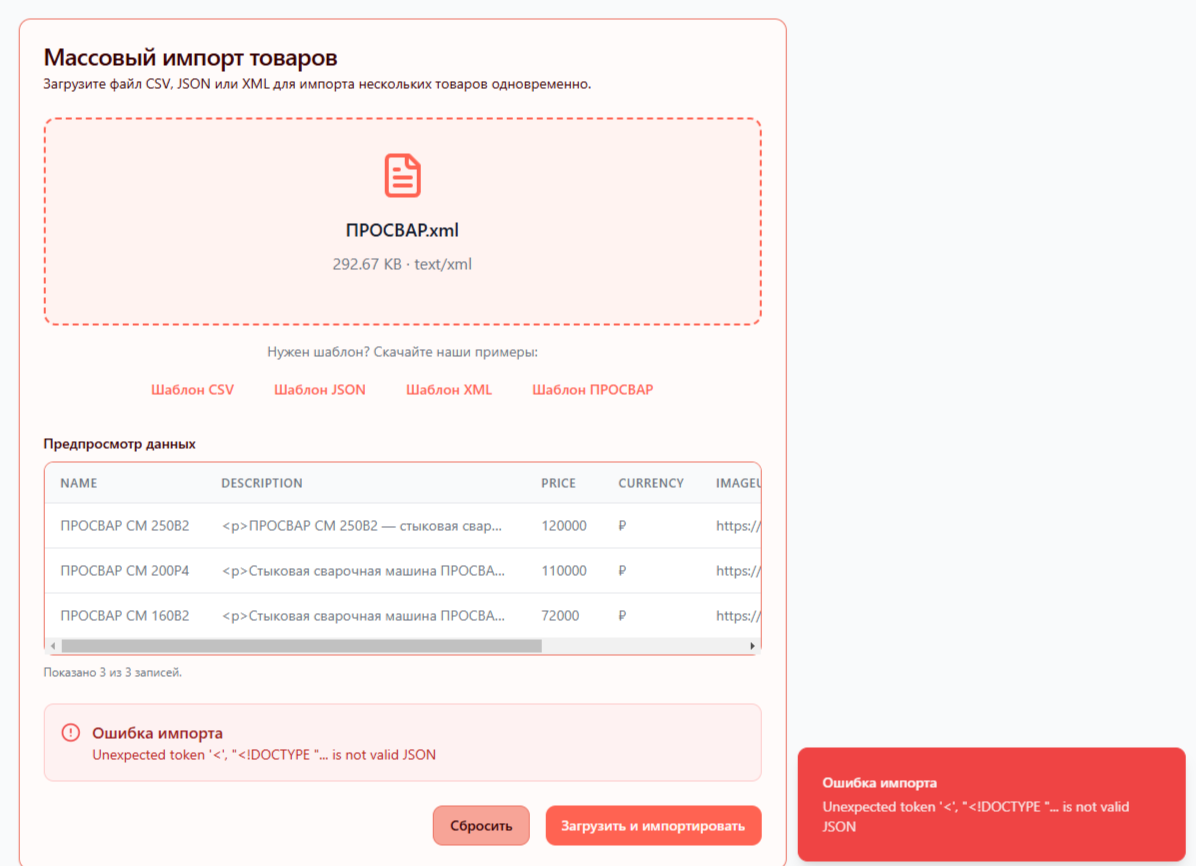 Массовый импорт товаров
Загрузите файл CSV, JSON или XML для импорта нескольких товаров одновременно.
ПРОСВАР.xml
292.67 KB · text/xml
Нужен шаблон? Скачайте наши примеры:
Шаблон CSV Шаблон JSON Шаблон XML Шаблон ПРОСВАР
Предпросмотр данных
NAME DESCRIPTION PRICE CURRENCY IMAGEU
ПРОСВАР СМ 250В2 <p>ПРОСВАР СМ 250В2 — стыковая свар... 120000 ₽ https://
ПРОСВАР СМ 200Р4 <p>Стыковая сварочная машина ПРОСВА... 110000 ₽ https://
ПРОСВАР СМ 160В2 <p>Стыковая сварочная машина ПРОСВА... 72000 ₽ https://
Показано 3 из 3 записей.
Ошибка импорта
Unexpected token '<', "<!DOCTYPE "... is not valid JSON
Сбросить Загрузить и импортировать
Ошибка импорта
Unexpected token '<', "<!DOCTYPE "... is not valid
JSON